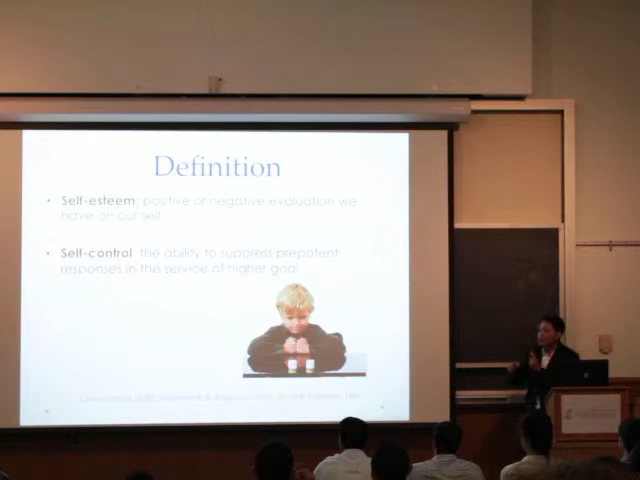 Definition
• Self-esteem: positive or negative evaluation we
have on our self
• Self-control: the ability to suppress prepotent
responses in the service of higher goal